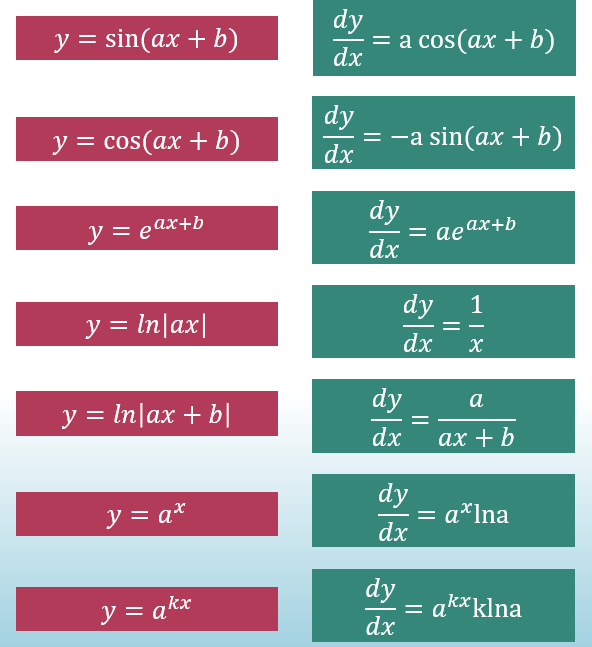 y = sin(ax + b)
dy/dx = a cos(ax + b)
y = cos(ax + b)
dy/dx = −a sin(ax + b)
y = e^{ax+b}
dy/dx = ae^{ax+b}
y = ln|ax|
dy/dx = 1/x
y = ln|ax + b|
dy/dx = a/(ax + b)
y = a^x
dy/dx = a^x lna
y = a^{kx}
dy/dx = a^{kx} klna